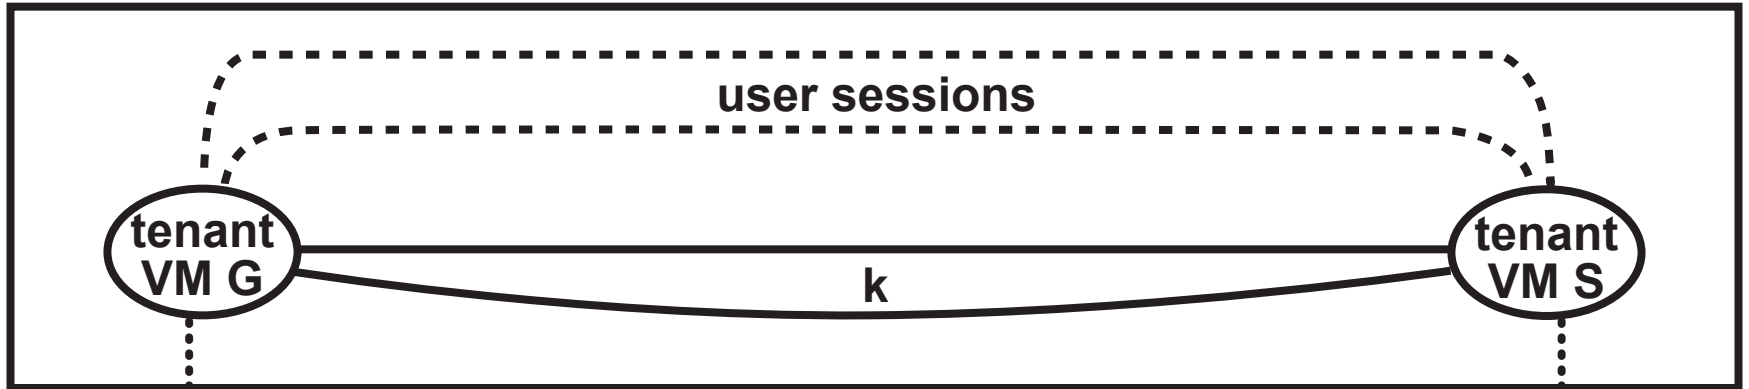 user sessions
tenant
VM G
k
tenant
VM S